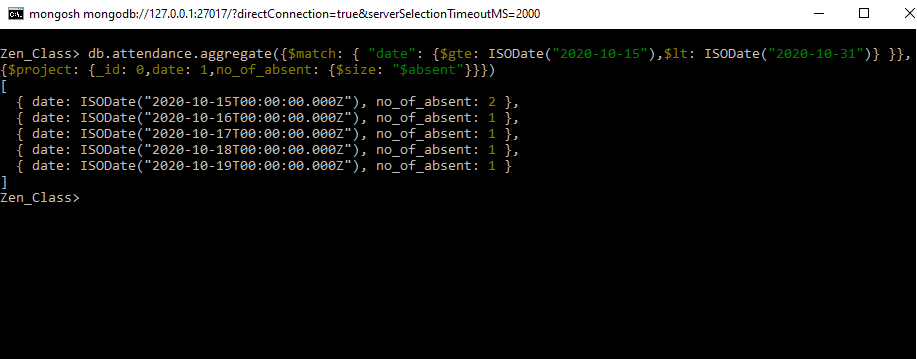 mongosh mongodb://127.0.0.1:27017/?directConnection=true&serverSelectionTimeoutMS=2000
Zen_Class> db.attendance.aggregate({$match: { "date": {$gte: ISODate("2020-10-15"),$lt: ISODate("2020-10-31")} }},
{$project: {_id: 0,date: 1,no_of_absent: {$size: "$absent"}}})
[
  { date: ISODate("2020-10-15T00:00:00.000Z"), no_of_absent: 2 },
  { date: ISODate("2020-10-16T00:00:00.000Z"), no_of_absent: 1 },
  { date: ISODate("2020-10-17T00:00:00.000Z"), no_of_absent: 1 },
  { date: ISODate("2020-10-18T00:00:00.000Z"), no_of_absent: 1 },
  { date: ISODate("2020-10-19T00:00:00.000Z"), no_of_absent: 1 }
]
Zen_Class>